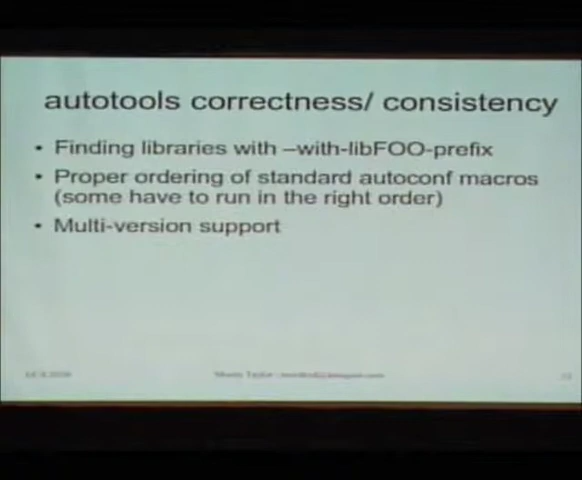 autotools correctness/ consistency
• Finding libraries with –with-libFOO-prefix
• Proper ordering of standard autoconf macros
(some have to run in the right order)
• Multi-version support